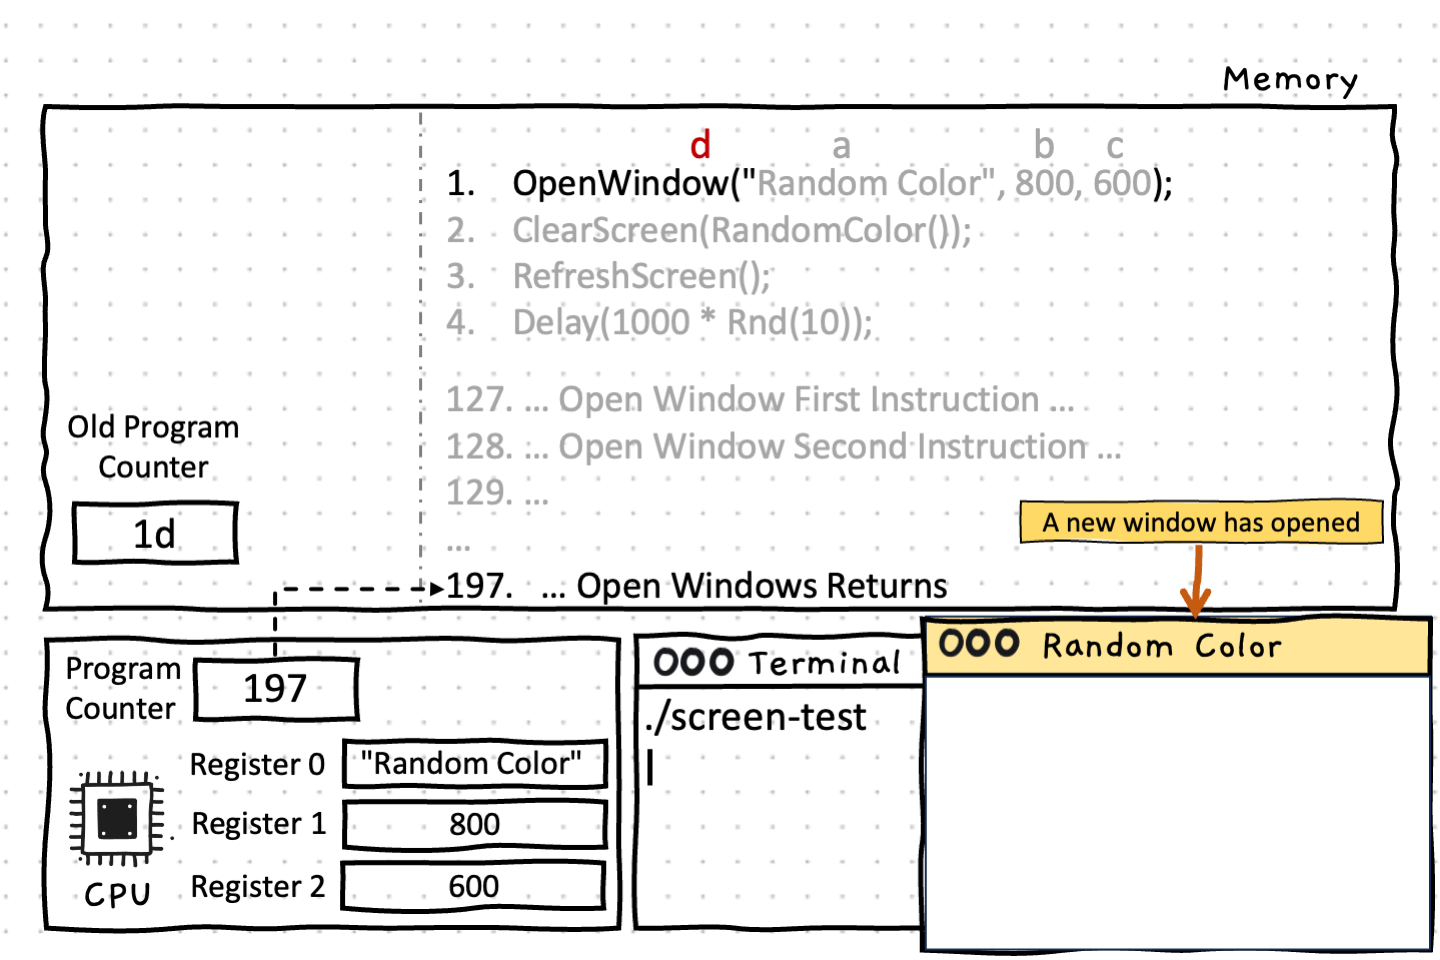 Memory
d a b c
1. OpenWindow("Random Color", 800, 600);
2. ClearScreen(RandomColor());
3. RefreshScreen();
4. Delay(1000 * Rnd(10));
127. ... Open Window First Instruction ...
128. ... Open Window Second Instruction ...
129. ...
...
197. ... Open Windows Returns
Old Program
Counter
1d
A new window has opened
Program
Counter
197
Register 0 "Random Color"
Register 1 800
Register 2 600
CPU
Terminal
./screen-test
Random Color